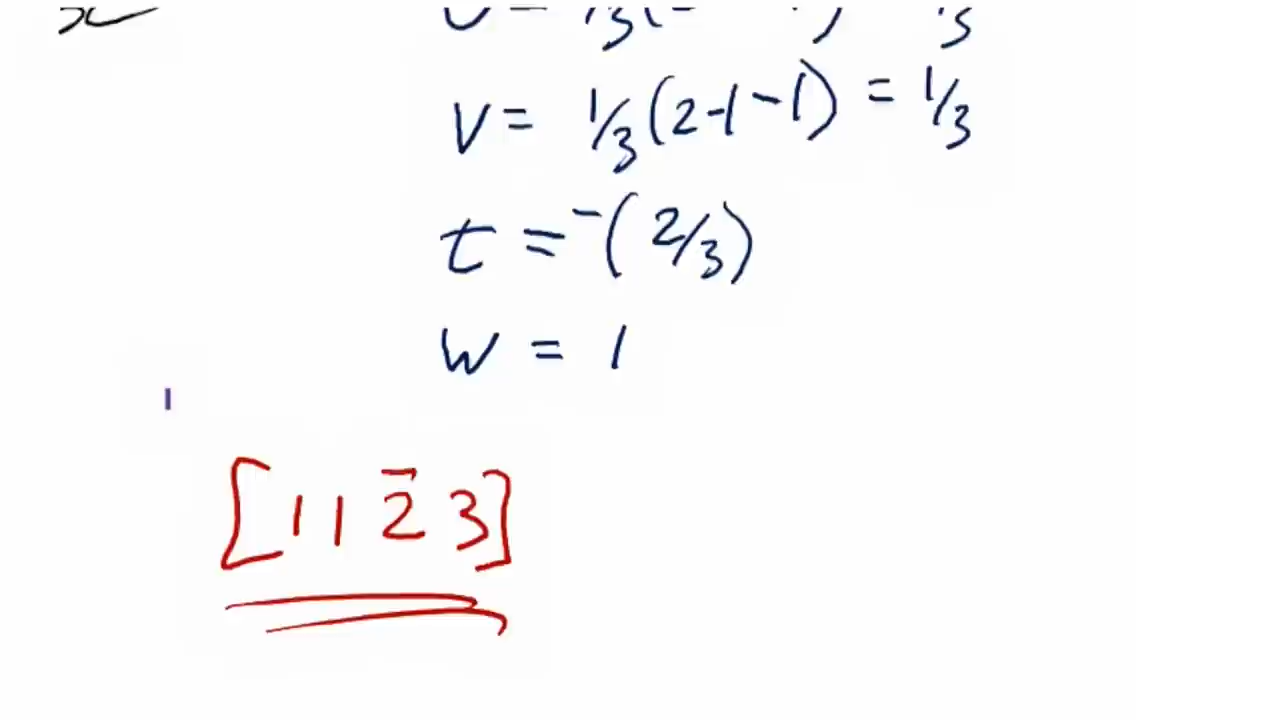 V = 1/3 (2-1-1) = 1/3
t = -(2/3)
W = 1
[1 1 2̄ 3]